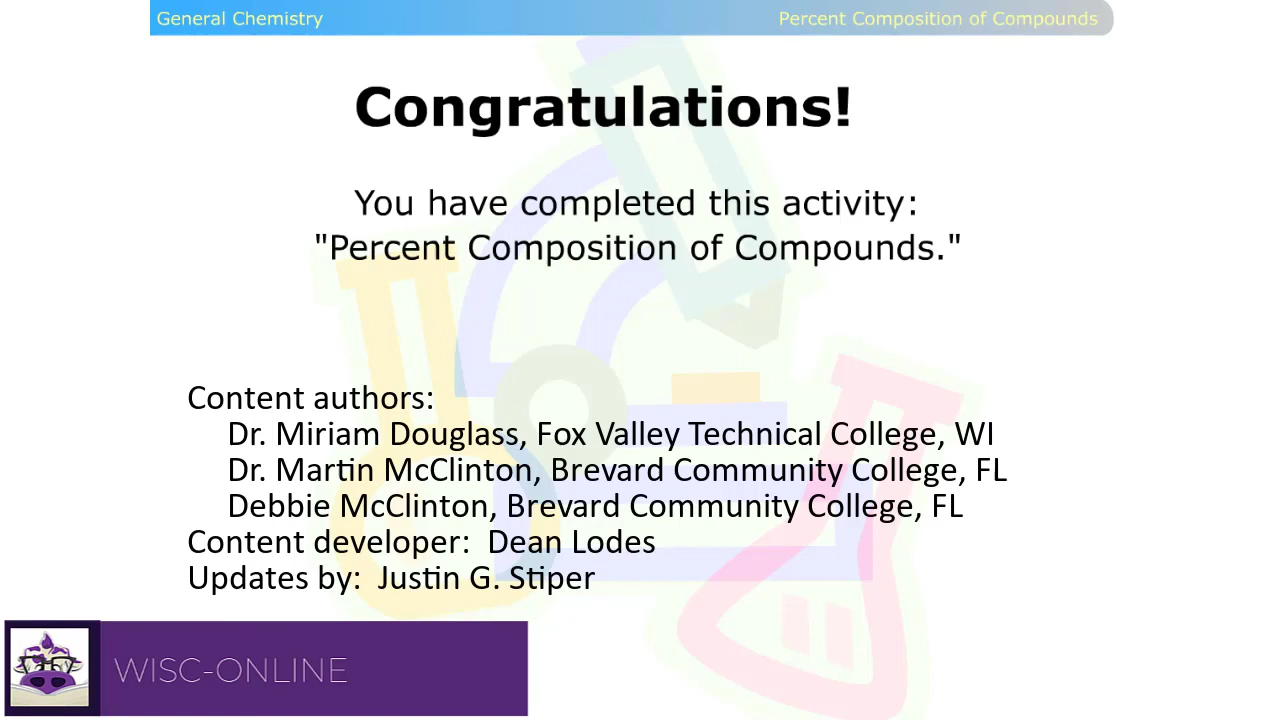 General Chemistry
Percent Composition of Compounds
Congratulations!
You have completed this activity:
"Percent Composition of Compounds."
Content authors:
Dr. Miriam Douglass, Fox Valley Technical College, WI
Dr. Martin McClinton, Brevard Community College, FL
Debbie McClinton, Brevard Community College, FL
Content developer:  Dean Lodes
Updates by:  Justin G. Stiper
WISC-ONLINE